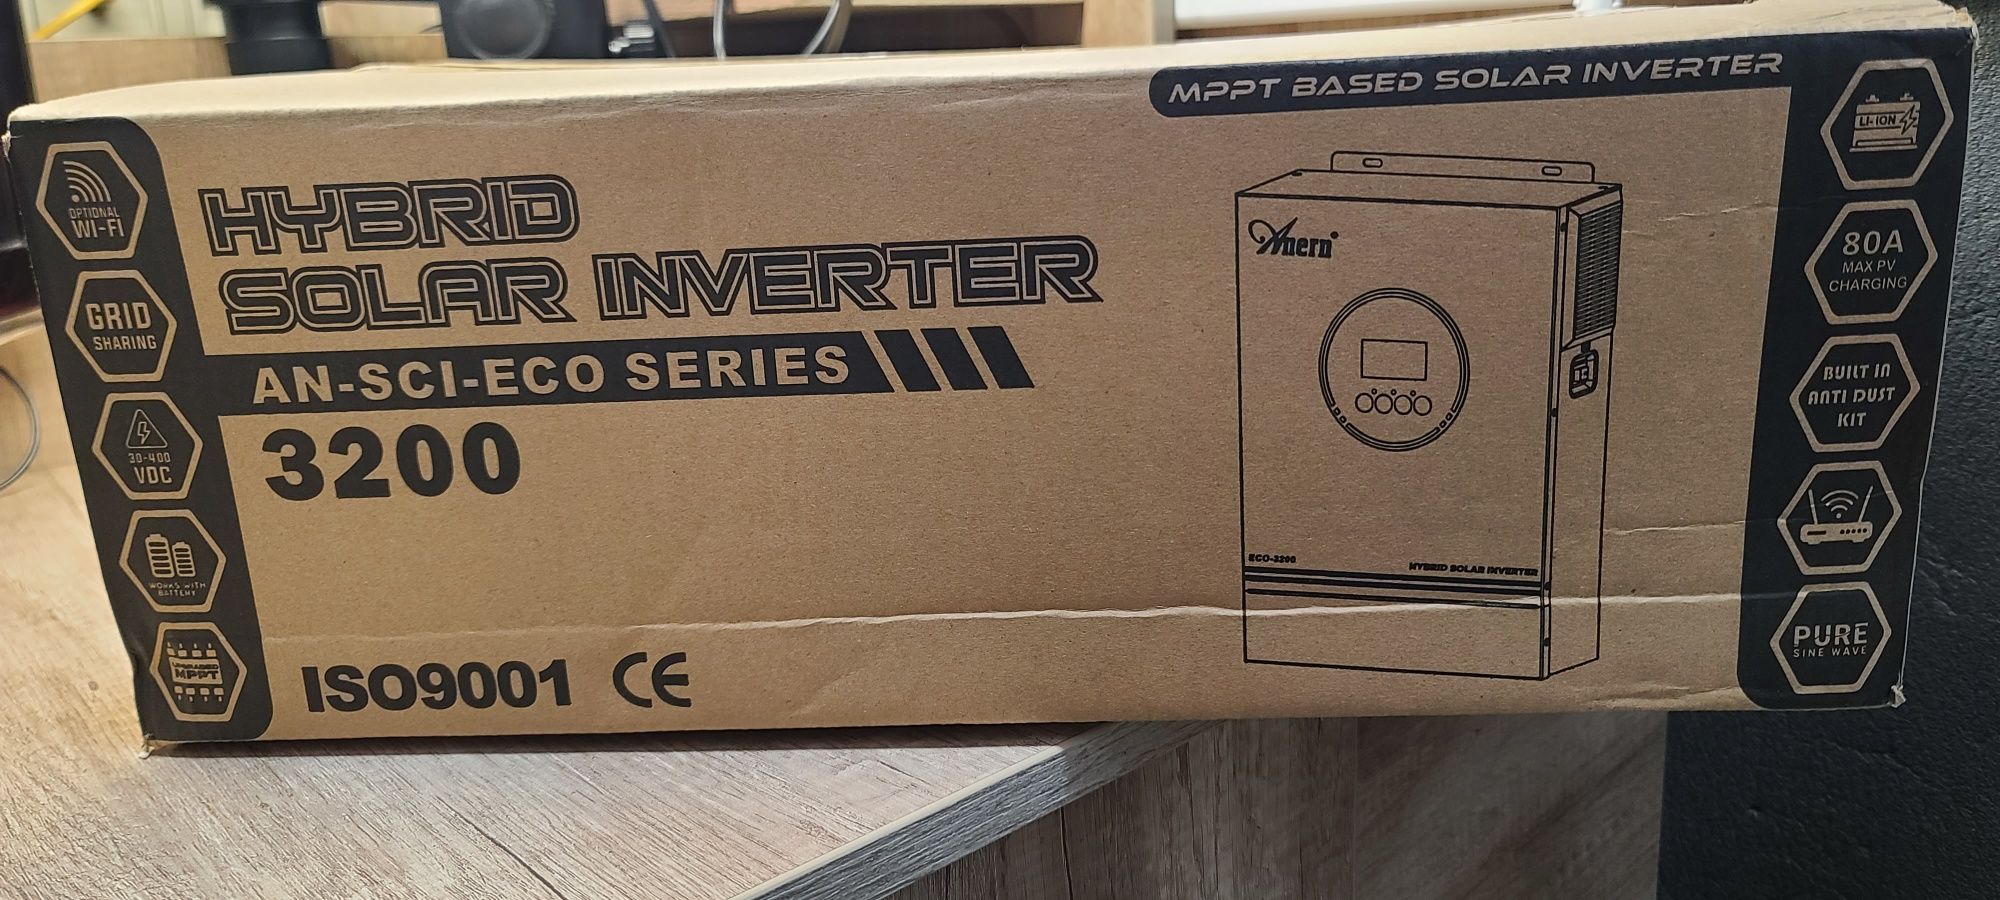 MPPT BASED SOLAR INVERTER
OPTIONAL
WI-FI
GRID
SHARING
30-400
VDC
WORKS WITH
BATTERY
UPGRADED
MPPT
HYBRID
SOLAR INVERTER
AN-SCI-ECO SERIES
3200
ISO9001 CE
Anern
ECO-3200
HYBRID SOLAR INVERTER
LI-ION
80A
MAX PV
CHARGING
BUILT IN
ANTI DUST
KIT
PURE
SINE WAVE